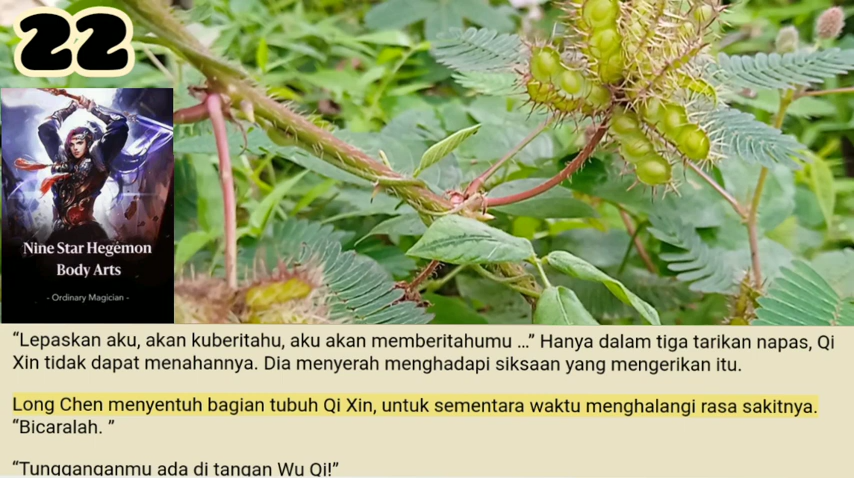 22
Nine Star Hegemon
Body Arts
- Ordinary Magician -
“Lepaskan aku, akan kuberitahu, aku akan memberitahumu …” Hanya dalam tiga tarikan napas, Qi
Xin tidak dapat menahannya. Dia menyerah menghadapi siksaan yang mengerikan itu.
Long Chen menyentuh bagian tubuh Qi Xin, untuk sementara waktu menghalangi rasa sakitnya.
“Bicaralah. ”
“Tungganganmu ada di tangan Wu Qi!”